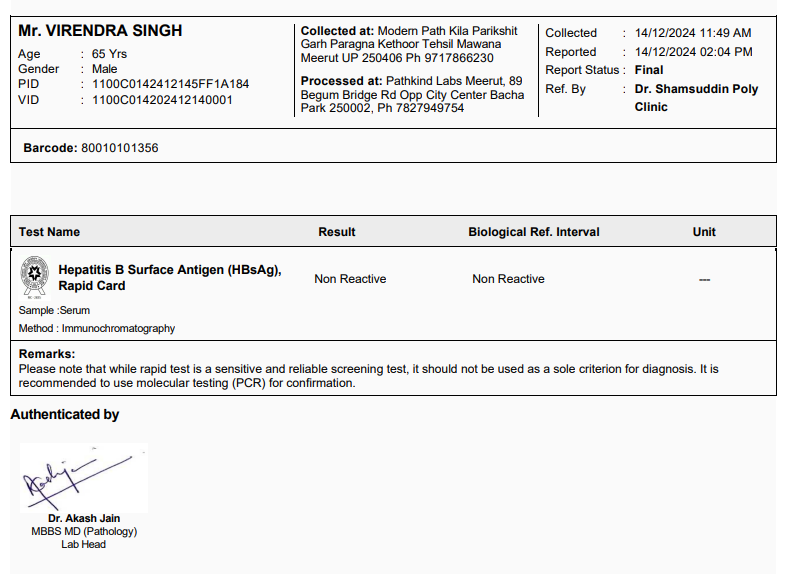 Mr. VIRENDRA SINGH
Age : 65 Yrs
Gender : Male
PID : 1100C0142412145FF1A184
VID : 1100C014202412140001
Collected at: Modern Path Kila Parikshit
Garh Paragna Kethoor Tehsil Mawana
Meerut UP 250406 Ph 9717866230
Processed at: Pathkind Labs Meerut, 89
Begum Bridge Rd Opp City Center Bacha
Park 250002, Ph 7827949754
Collected : 14/12/2024 11:49 AM
Reported : 14/12/2024 02:04 PM
Report Status : Final
Ref. By : Dr. Shamsuddin Poly
Clinic
Barcode: 80010101356
Test Name Result Biological Ref. Interval Unit
Hepatitis B Surface Antigen (HBsAg),
Rapid Card
Non Reactive Non Reactive ---
Sample :Serum
Method : Immunochromatography
Remarks:
Please note that while rapid test is a sensitive and reliable screening test, it should not be used as a sole criterion for diagnosis. It is
recommended to use molecular testing (PCR) for confirmation.
Authenticated by
Dr. Akash Jain
MBBS MD (Pathology)
Lab Head